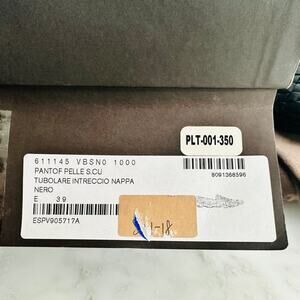 PLT-001-350
611145 VBSN0 1000
PANTOF PELLE S.CU
TUBOLARE INTRECCIO NAPPA
NERO
E 39
ESPV905717A
8091368596